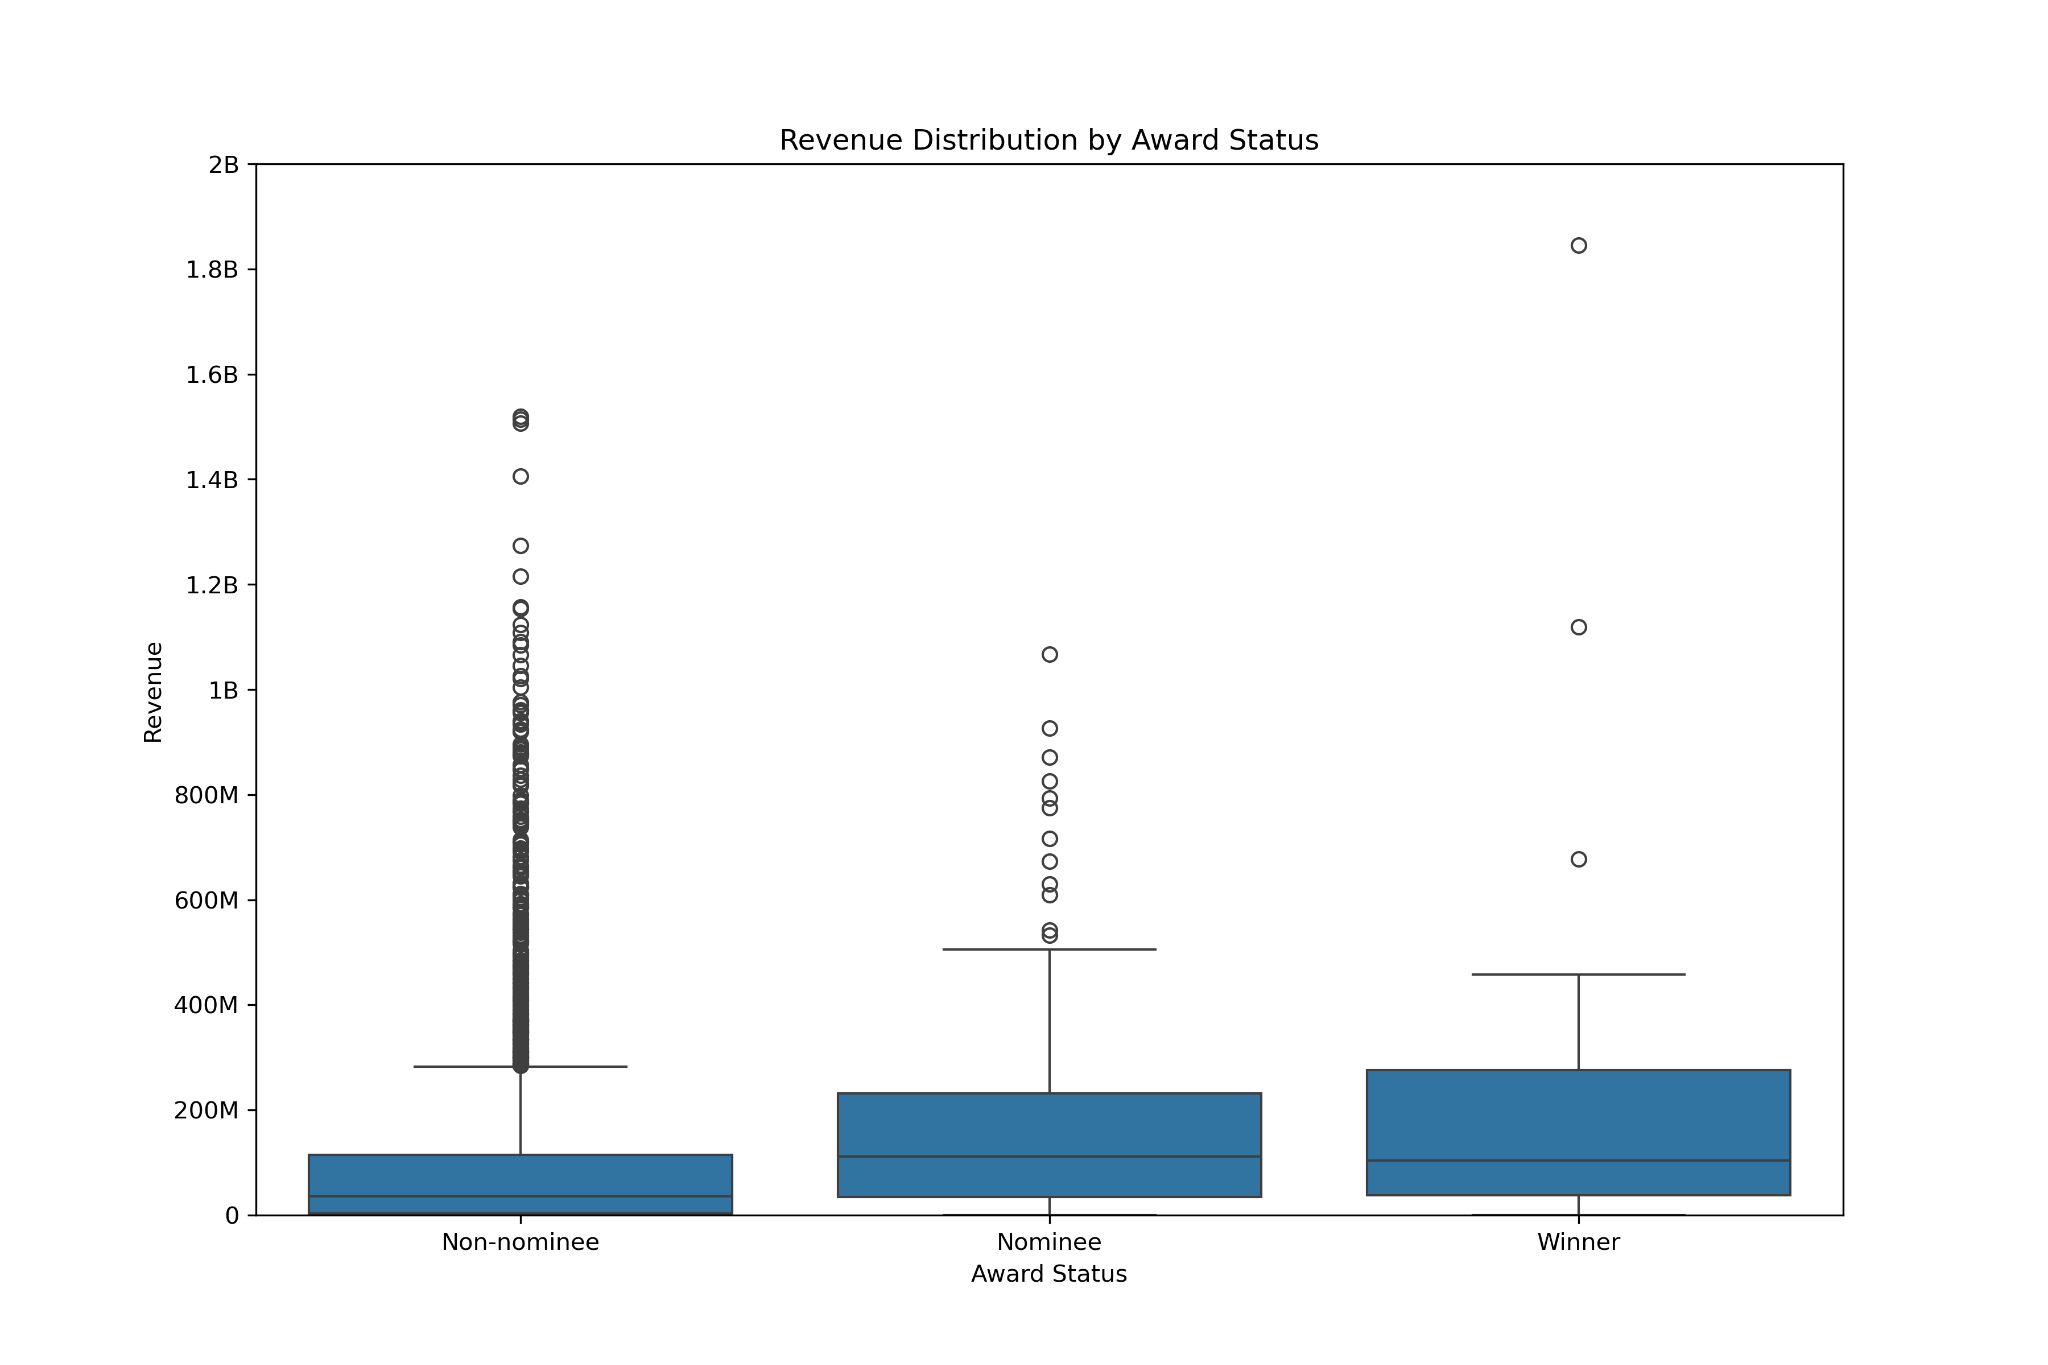 Revenue Distribution by Award Status
2B
1.8B
1.6B
1.4B
1.2B
1B
800M
600M
400M
200M
0
Revenue
Non-nominee
Nominee
Winner
Award Status